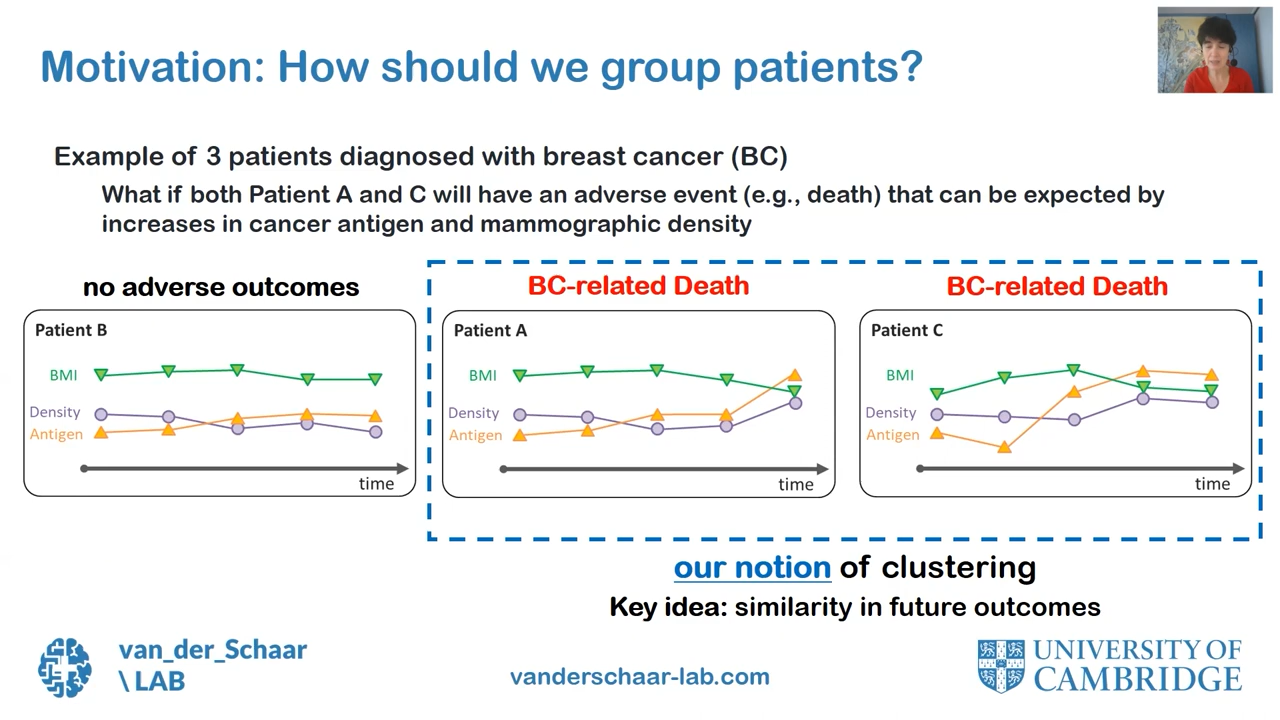 Motivation: How should we group patients?
Example of 3 patients diagnosed with breast cancer (BC)
What if both Patient A and C will have an adverse event (e.g., death) that can be expected by
increases in cancer antigen and mammographic density
no adverse outcomes
Patient B
BMI
Density
Antigen
time
BC-related Death
Patient A
BMI
Density
Antigen
time
BC-related Death
Patient C
BMI
Density
Antigen
time
our notion of clustering
Key idea: similarity in future outcomes
van_der_Schaar
\ LAB
vanderschaar-lab.com
UNIVERSITY OF
CAMBRIDGE